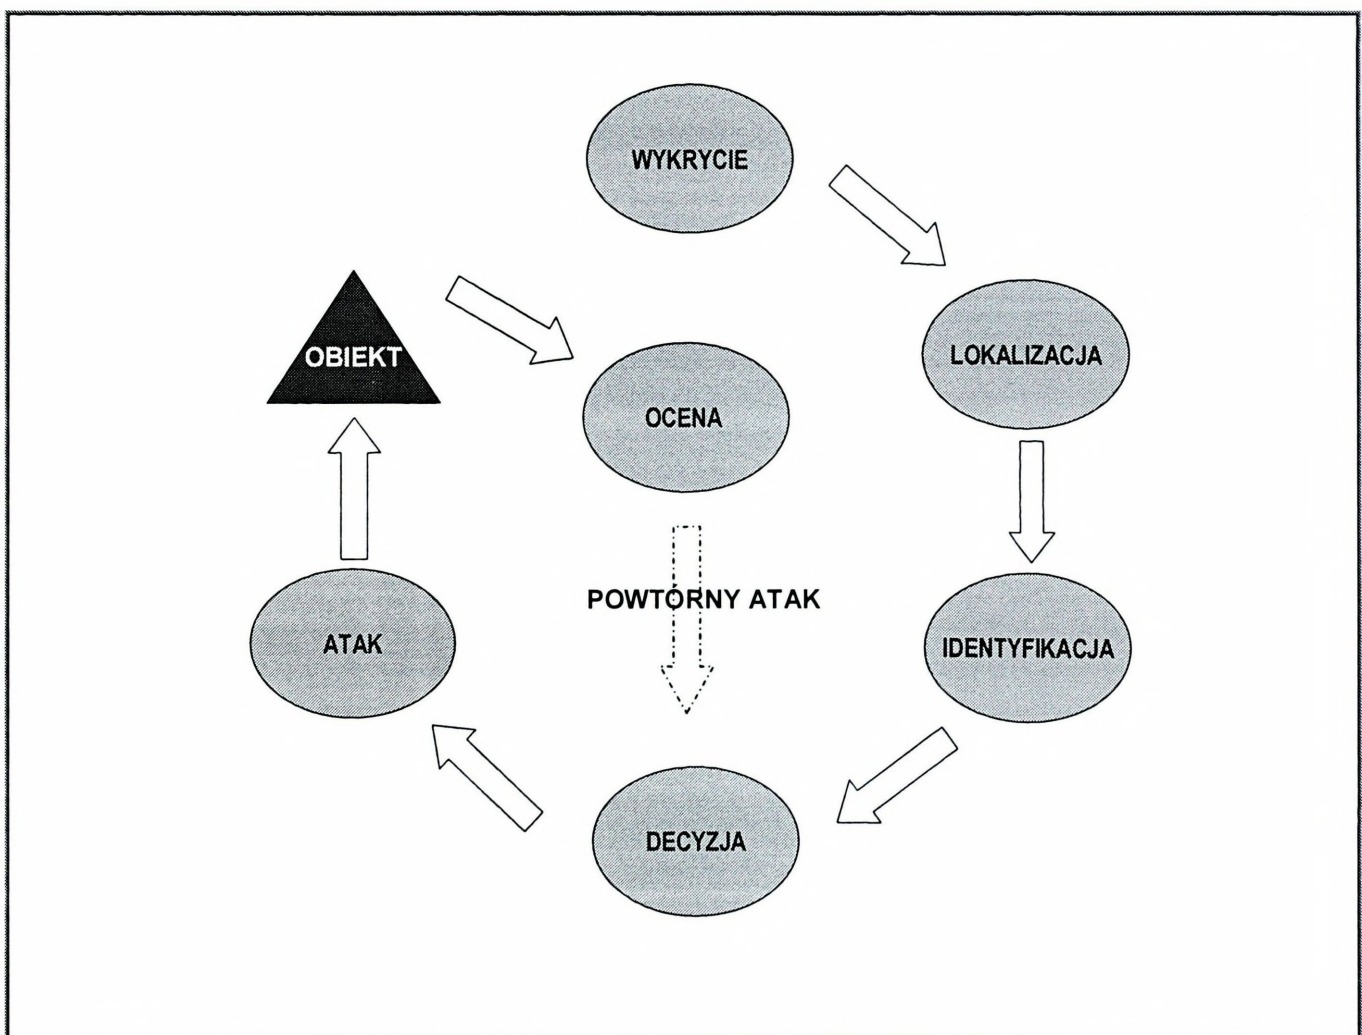 WYKRYCIE
OBIEKT
LOKALIZACJA
OCENA
POWTÓRNY ATAK
ATAK
IDENTYFIKACJA
DECYZJA